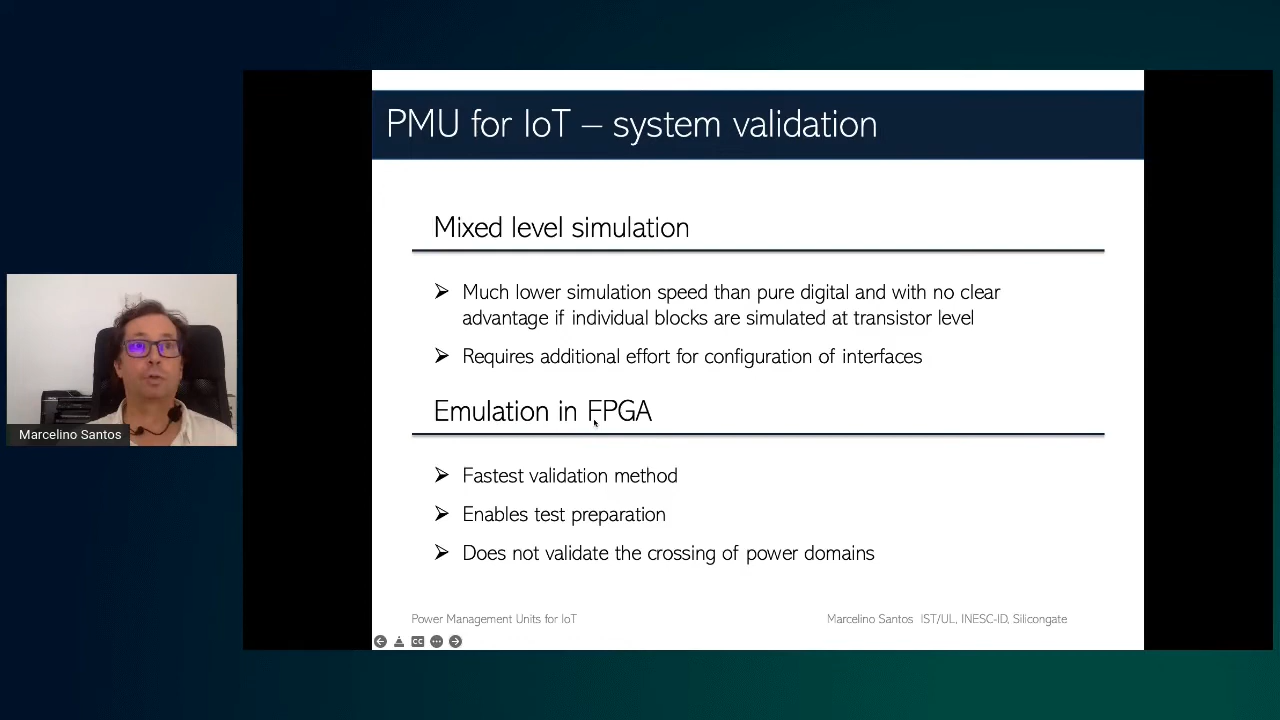 PMU for IoT – system validation
Mixed level simulation
Much lower simulation speed than pure digital and with no clear
advantage if individual blocks are simulated at transistor level
Requires additional effort for configuration of interfaces
Emulation in FPGA
Fastest validation method
Enables test preparation
Does not validate the crossing of power domains
Power Management Units for IoT
Marcelino Santos IST/UL, INESC-ID, Silicongate
CC
Marcelino Santos